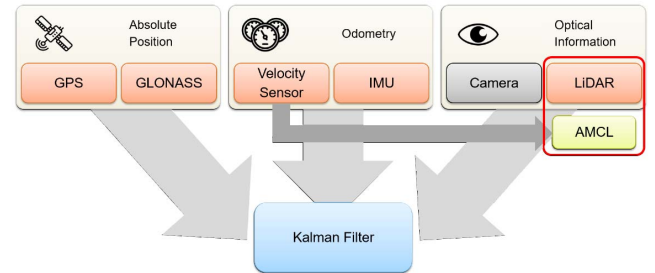 Absolute
Position
GPS
GLONASS
Odometry
Velocity
Sensor
IMU
Optical
Information
Camera
LiDAR
AMCL
Kalman Filter